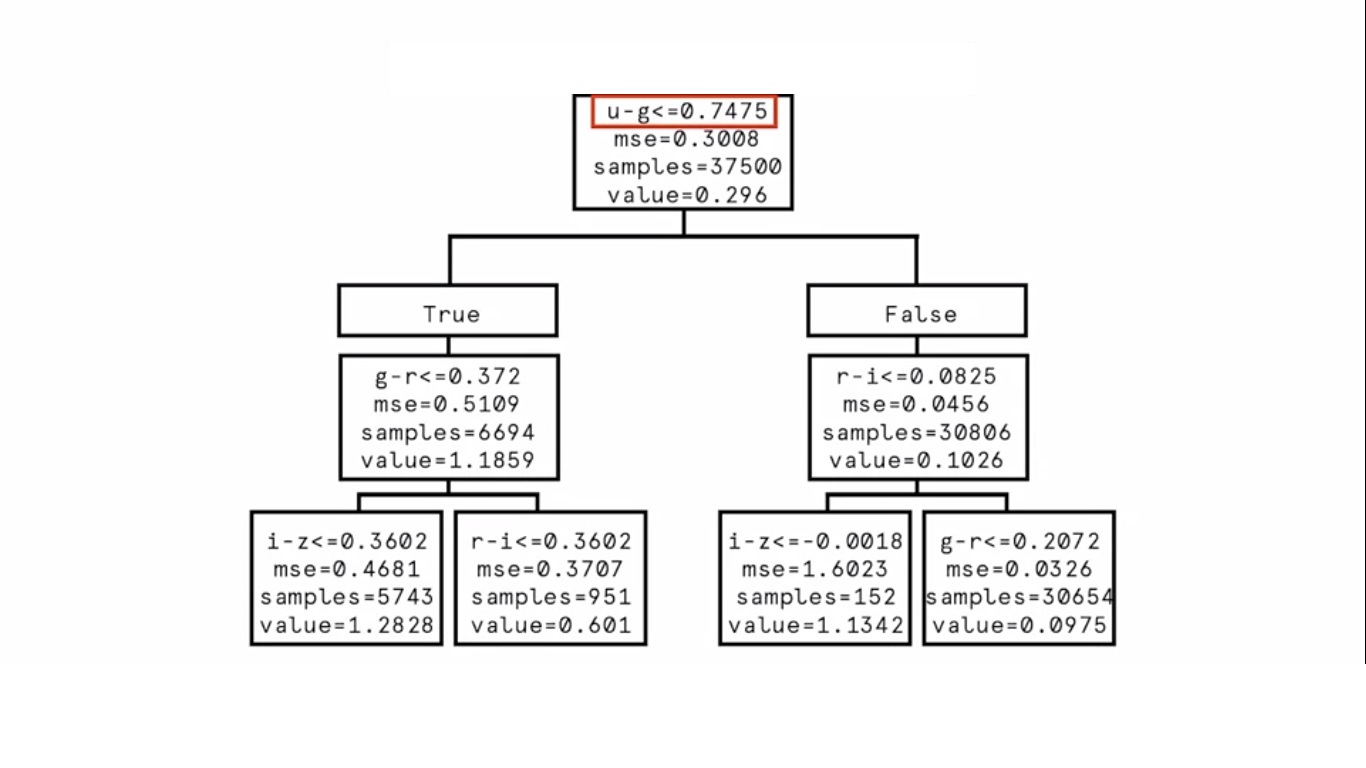 u-g<=0.7475
mse=0.3008
samples=37500
value=0.296
True
False
g-r<=0.372
mse=0.5109
samples=6694
value=1.1859
r-i<=0.0825
mse=0.0456
samples=30806
value=0.1026
i-z<=0.3602
mse=0.4681
samples=5743
value=1.2828
r-i<=0.3602
mse=0.3707
samples=951
value=0.601
i-z<=-0.0018
mse=1.6023
samples=152
value=1.1342
g-r<=0.2072
mse=0.0326
samples=30654
value=0.0975